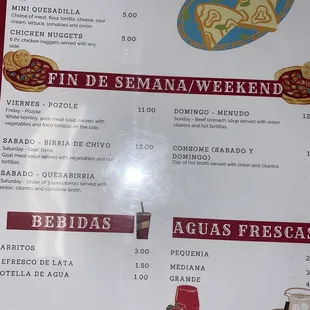 MINI QUESADILLA
Choice of meat, flour tortilla, cheese, sour
cream, lettuce, tomatoes and onion.
5.00
CHICKEN NUGGETS
6 Pc chicken nuggets served with any
side.
5.00
FIN DE SEMANA/WEEKEND
VIERNES - POZOLE
11.00
Friday - Pozole
White hominy, pork meat soup served with
vegetables and fried tortillas on the side.
SABADO - BIRRIA DE CHIVO
12.00
Saturday - Goat birria
Goat meat soup served with vegetables and
tortillas.
SABADO - QUESABIRRIA
Saturday - Order of 3 quesabirrias served with
onion, cilantro and consome broth.
DOMINGO - MENUDO
12
Sunday - Beef stomach soup served with onion
cilantro and hot tortillas.
CONSOME (SABADO Y
DOMINGO)
Cup of hot broth served with onion and cilantro.
BEBIDAS
ARRITOS
3.00
EFRESCO DE LATA
1.50
OTELLA DE AGUA
1.00
AGUAS FRESCAS
PEQUENIA
2
MEDIANA
3
GRANDE
4